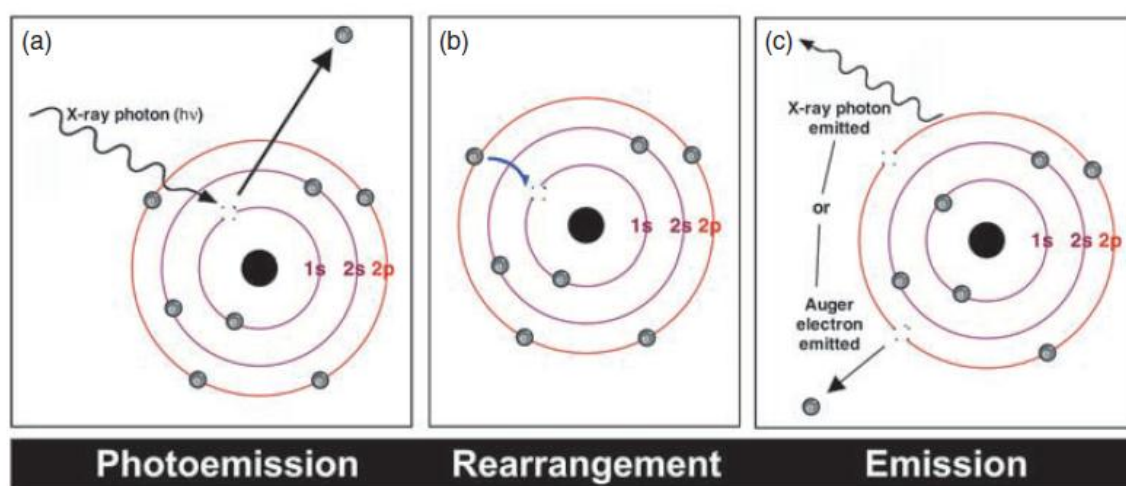 (a)
X-ray photon (hν)
1s 2s 2p
(b)
1s 2s 2p
(c)
X-ray photon
emitted
or
Auger
electron
emitted
1s 2s 2p
Photoemission
Rearrangement
Emission